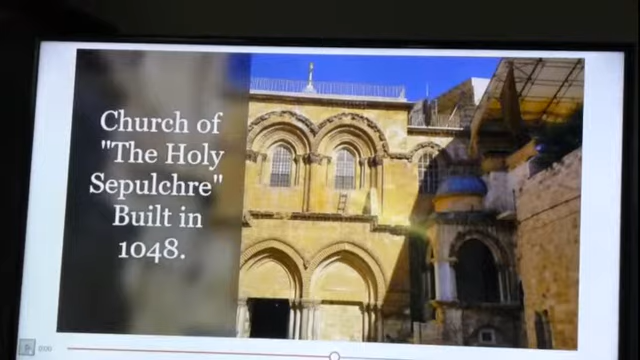 Church of
"The Holy
Sepulchre"
Built in
1048.